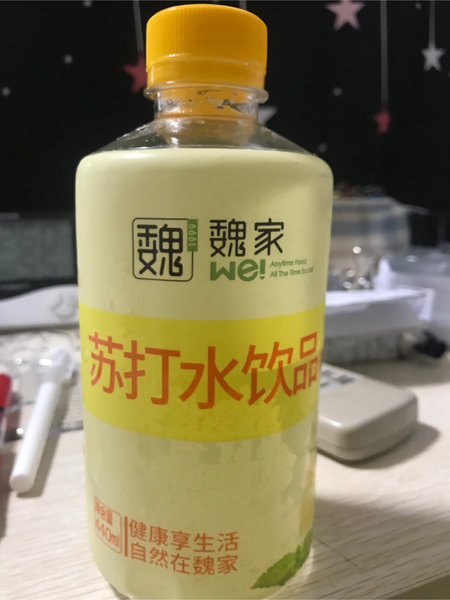 魏
1999
魏家
wei
Anytime Food
All The Time
苏打水饮品
净含量
440ml
健康享生活
自然在魏家